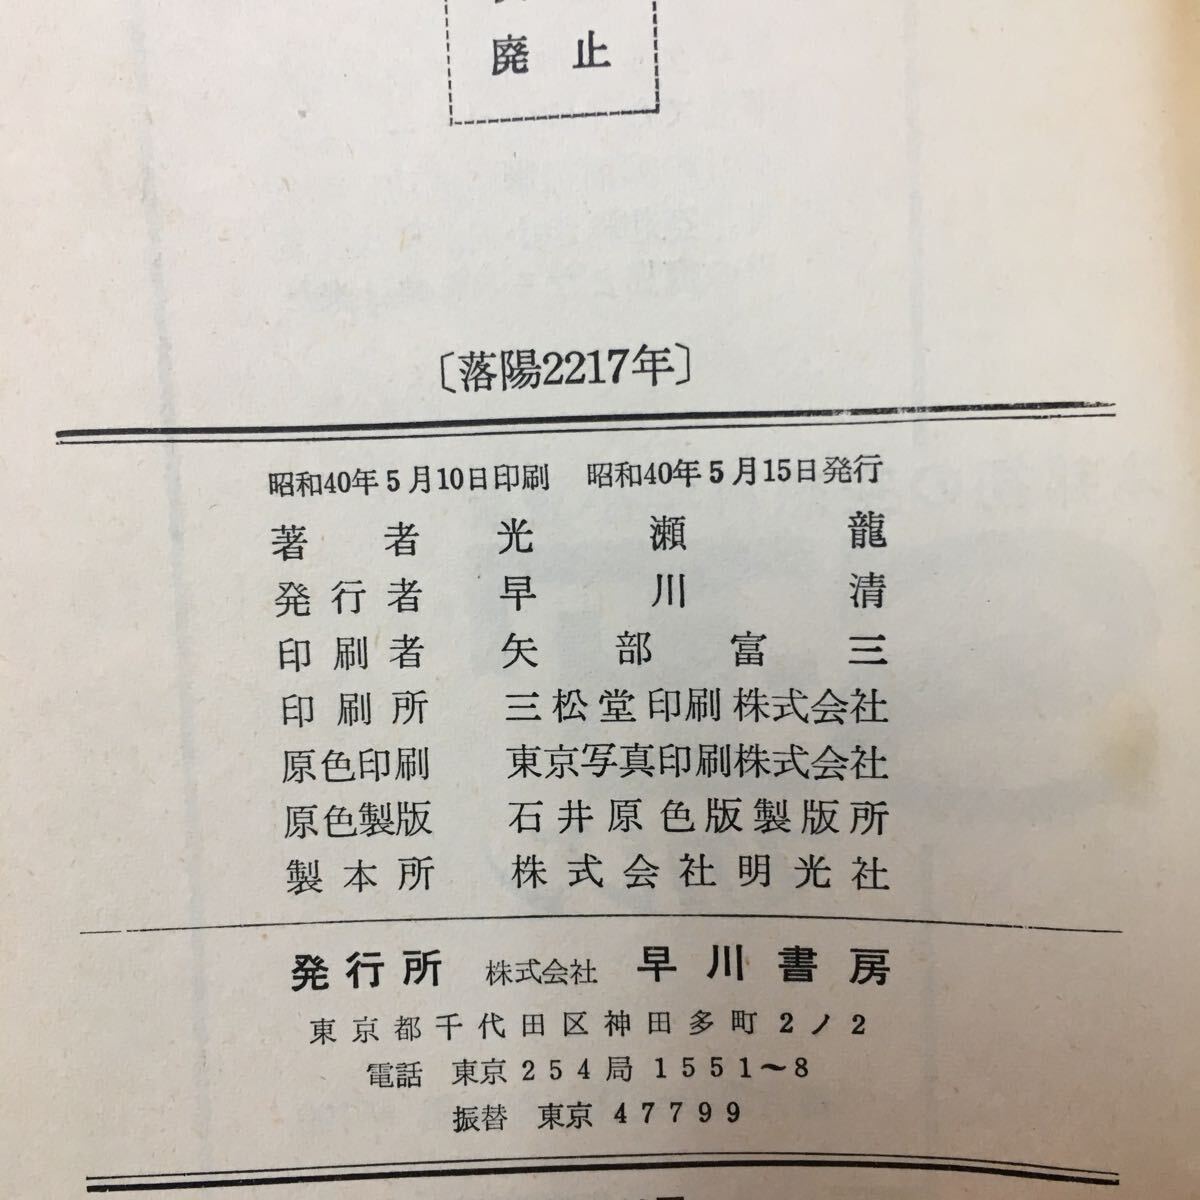 廃止
〔落陽2217年〕
昭和40年5月10日印刷 昭和40年5月15日発行
著者 光瀬龍
発行者 早川清
印刷者 矢部富三
印刷所 三松堂印刷株式会社
原色印刷 東京写真印刷株式会社
原色製版 石井原色版製版所
製本所 株式会社明光社
発行所 株式会社 早川書房
東京都千代田区神田多町2ノ2
電話 東京254局1551〜8
振替 東京47799